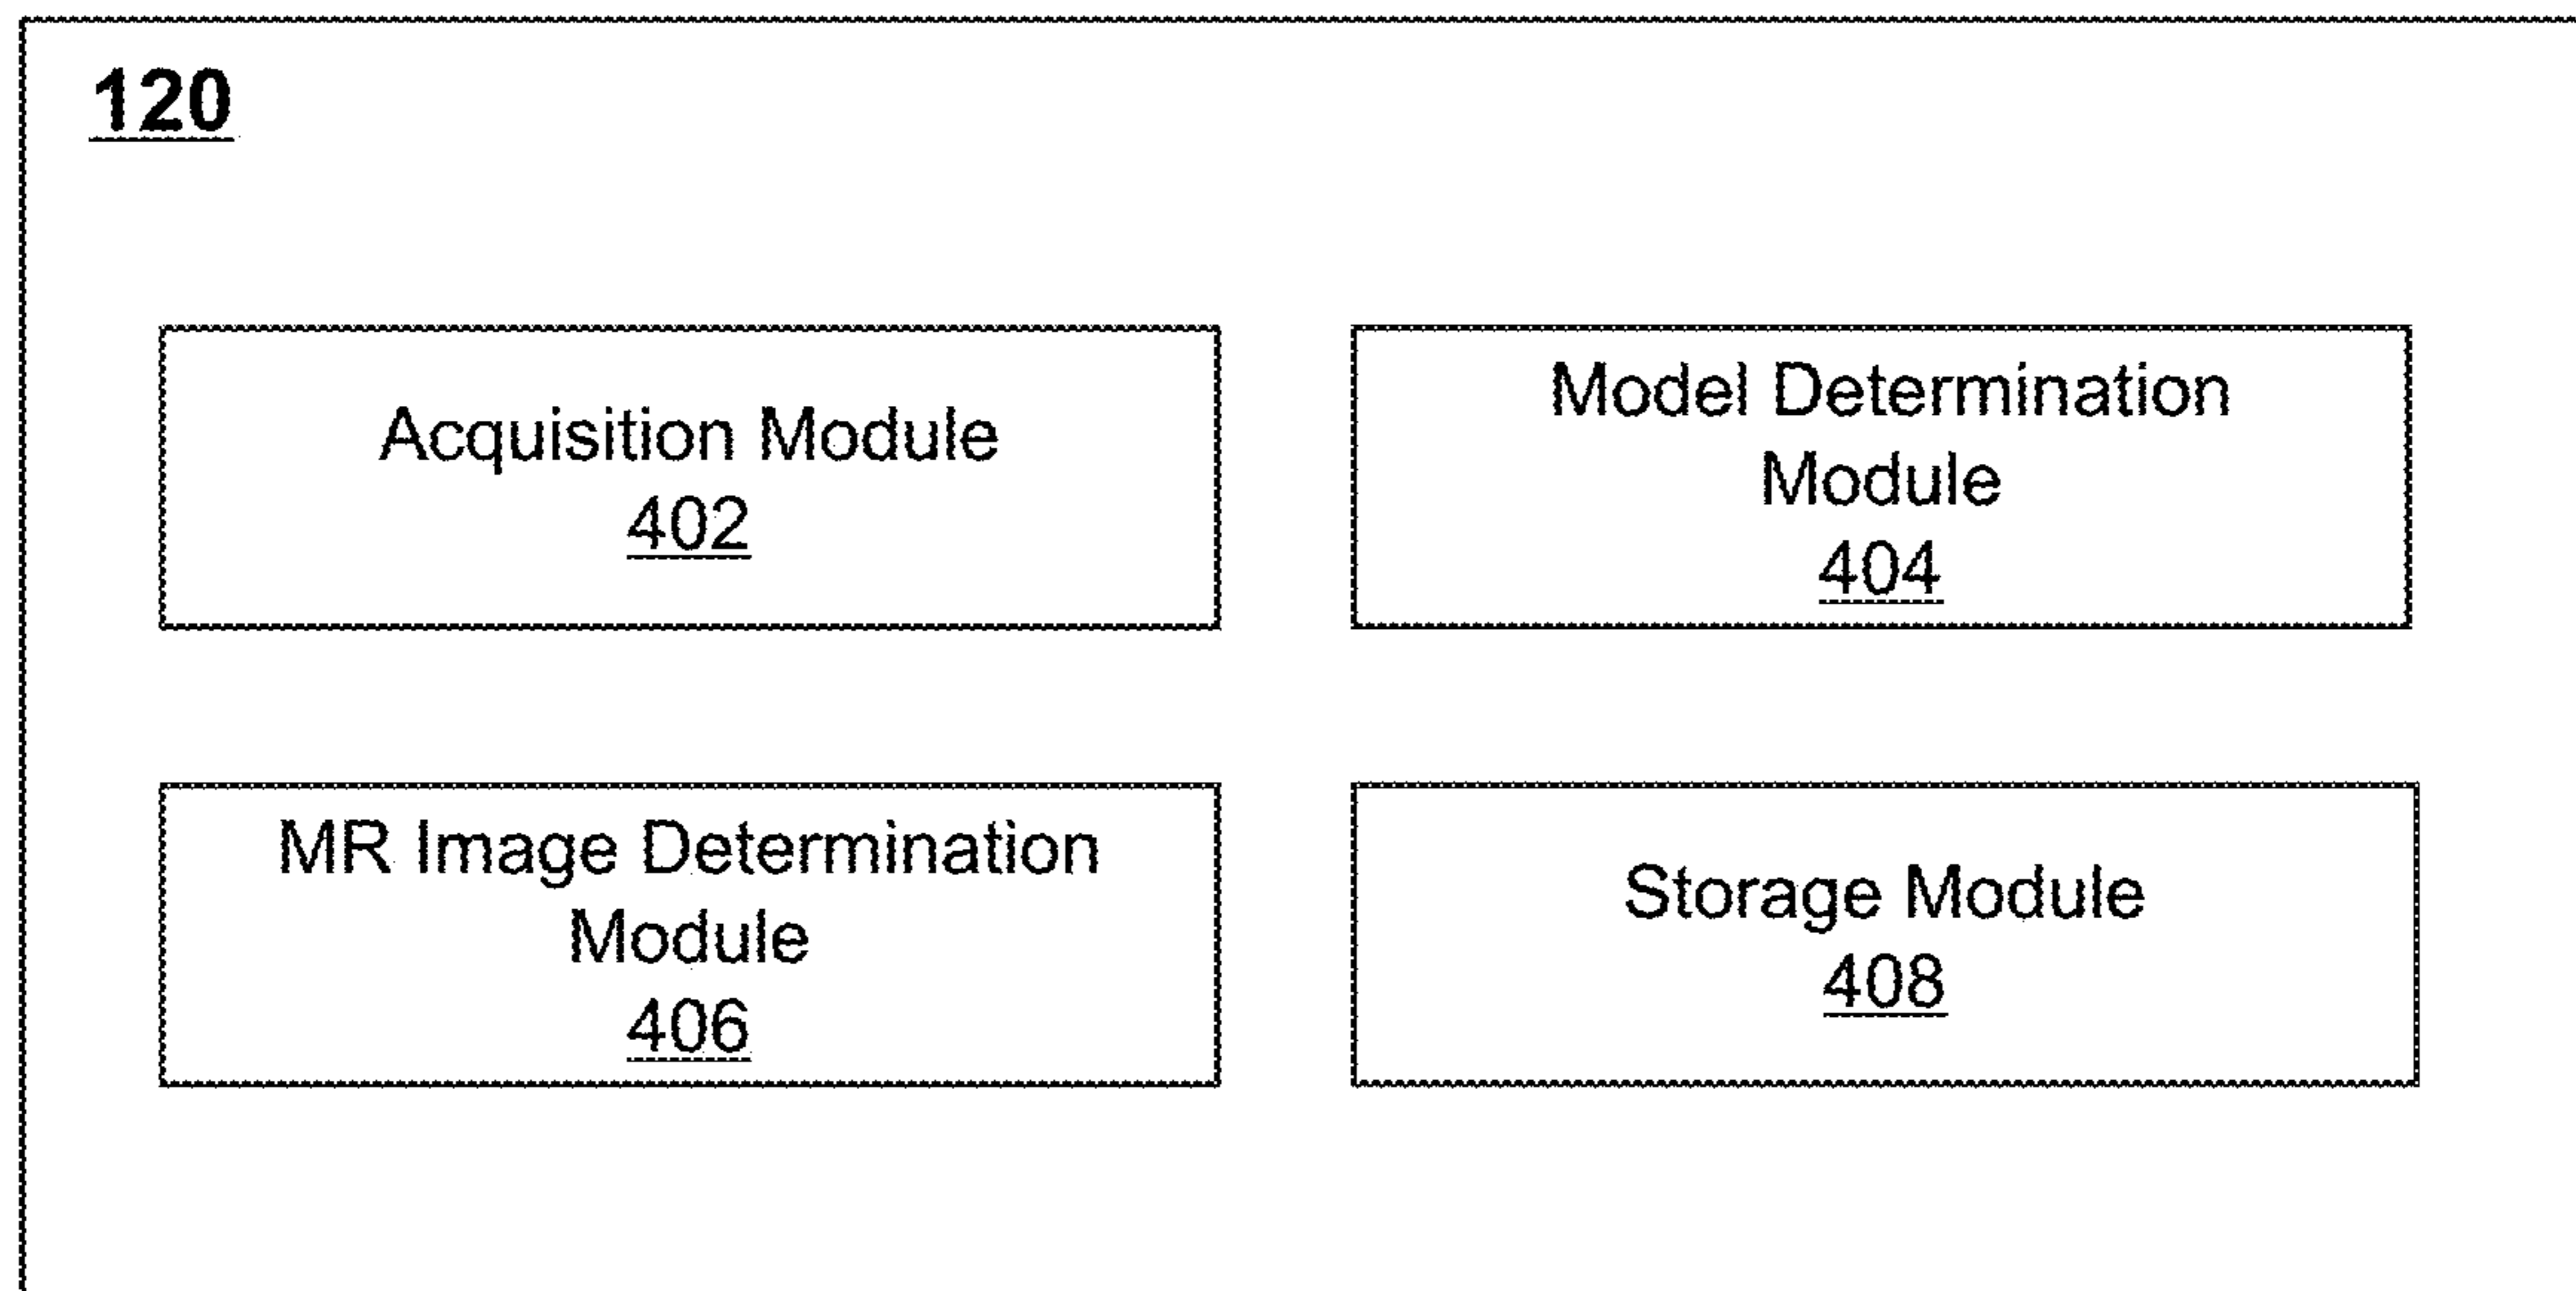 120
Acquisition Module
402
Model Determination
Module
404
MR Image Determination
Module
406
Storage Module
408